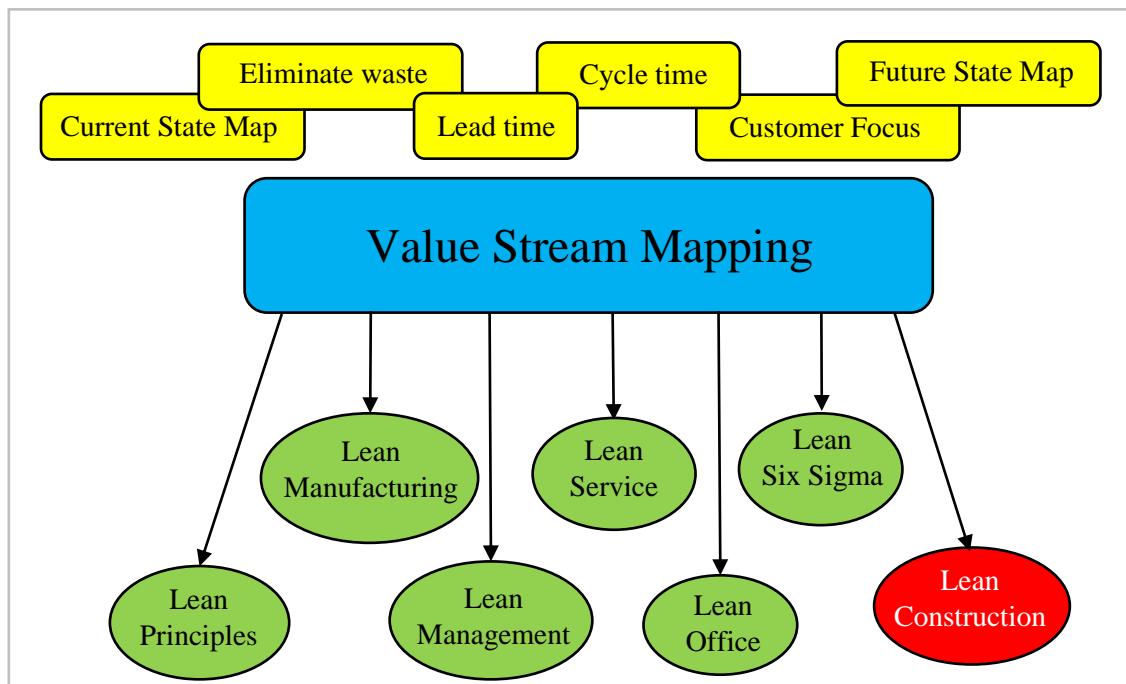 Eliminate waste
Cycle time
Future State Map
Current State Map
Lead time
Customer Focus
Value Stream Mapping
Lean
Manufacturing
Lean
Service
Lean
Six Sigma
Lean
Principles
Lean
Management
Lean
Office
Lean
Construction